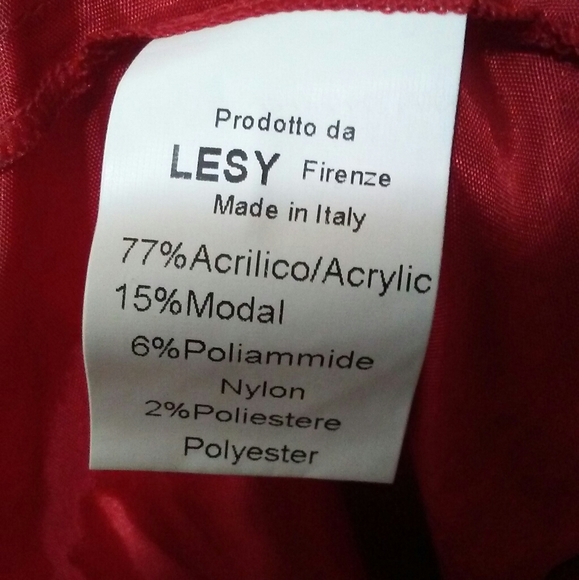 Prodotto da
LESY Firenze
Made in Italy
77%Acrilico/Acrylic
15%Modal
6%Poliammide
Nylon
2%Poliestere
Polyester